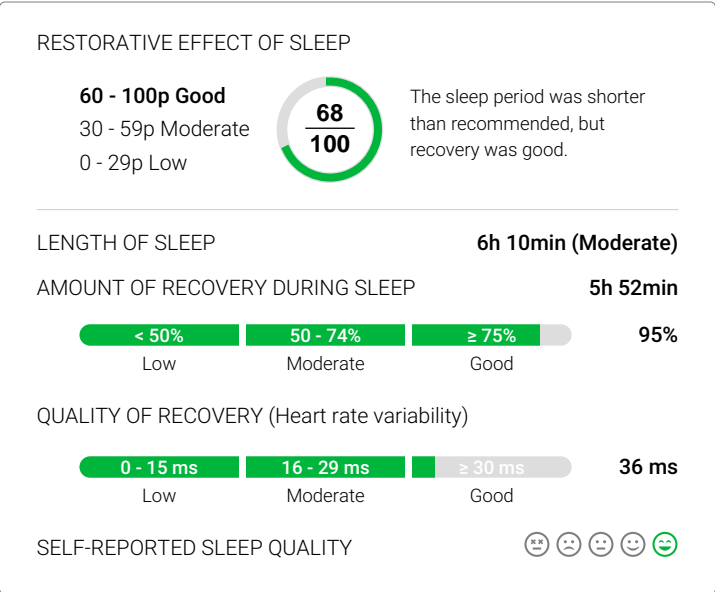 RESTORATIVE EFFECT OF SLEEP
60 - 100p Good
30 - 59p Moderate
0 - 29p Low
68
100
The sleep period was shorter
than recommended, but
recovery was good.
LENGTH OF SLEEP 6h 10min (Moderate)
AMOUNT OF RECOVERY DURING SLEEP 5h 52min
< 50% 50 - 74% ≥ 75% 95%
Low Moderate Good
QUALITY OF RECOVERY (Heart rate variability)
0 - 15 ms 16 - 29 ms ≥ 30 ms 36 ms
Low Moderate Good
SELF-REPORTED SLEEP QUALITY